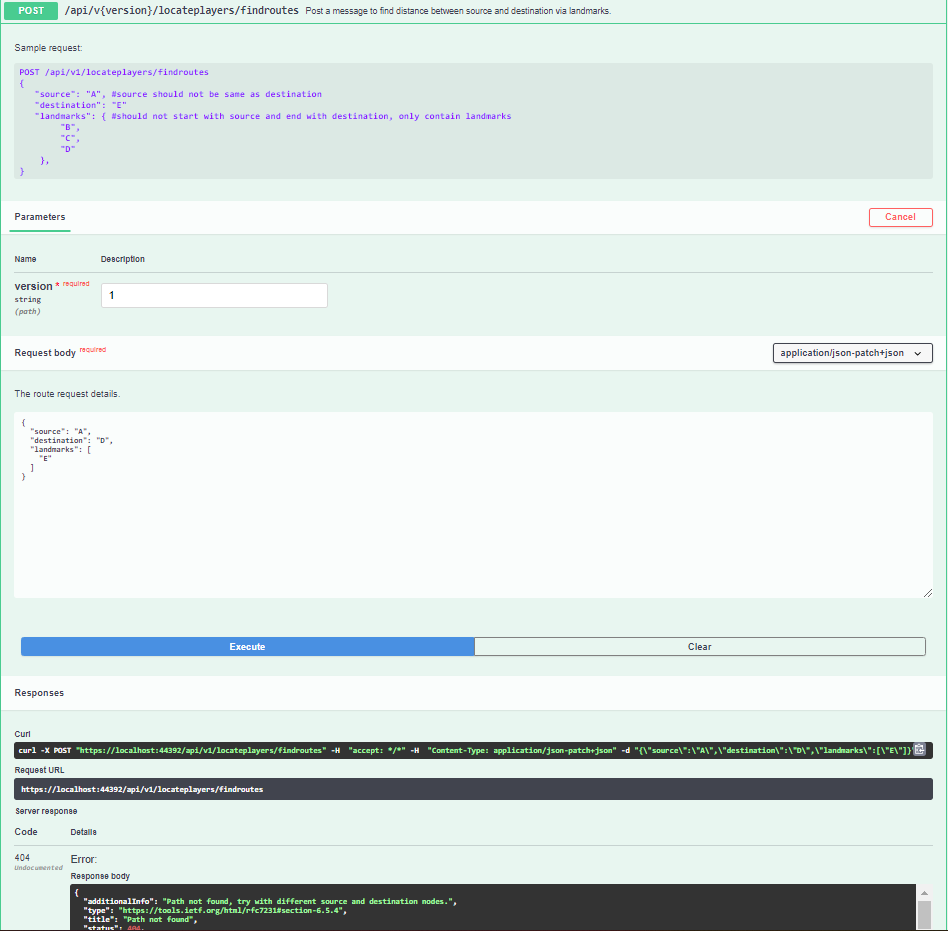 POST /api/v{version}/locateplayers/findroutes Post a message to find distance between source and destination via landmarks.
Sample request:
POST /api/v1/locateplayers/findroutes
{
"source": "A", #source should not be same as destination
"destination": "E"
"landmarks": { #should not start with source and end with destination, only contain landmarks
"B",
"C",
"D"
},
}
Parameters
Cancel
Name Description
version * required
string
(path)
1
Request body required
application/json-patch+json
The route request details.
{
"source": "A",
"destination": "D",
"landmarks": [
"E"
]
}
Execute
Clear
Responses
Curl
curl -X POST "https://localhost:44392/api/v1/locateplayers/findroutes" -H "accept: */*" -H "Content-Type: application/json-patch+json" -d "{\"source\":\"A\",\"destination\":\"D\",\"landmarks\":[\"E\"]}
Request URL
https://localhost:44392/api/v1/locateplayers/findroutes
Server response
Code Details
404
Undocumented
Error:
Response body
{
"additionalInfo": "Path not found, try with different source and destination nodes.",
"type": "https://tools.ietf.org/html/rfc7231#section-6.5.4",
"title": "Path not found",
"status": 404,